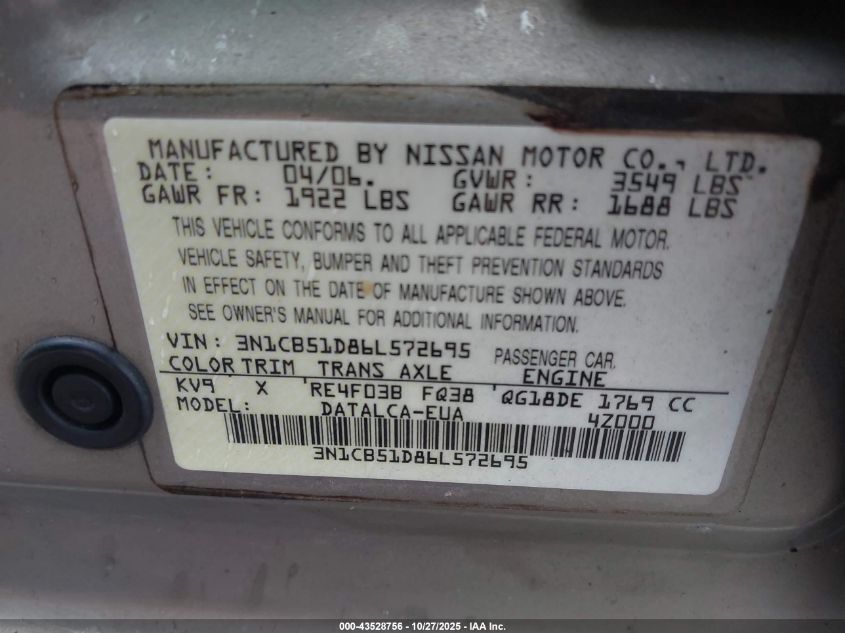 MANUFACTURED BY NISSAN MOTOR CO., LTD.
DATE: 04/06. GVWR: 3549 LBS
GAWR FR: 1922 LBS GAWR RR: 1688 LBS
THIS VEHICLE CONFORMS TO ALL APPLICABLE FEDERAL MOTOR.
VEHICLE SAFETY, BUMPER AND THEFT PREVENTION STANDARDS
IN EFFECT ON THE DATE OF MANUFACTURE SHOWN ABOVE.
SEE OWNER'S MANUAL FOR ADDITIONAL INFORMATION.
VIN: 3N1CB51D86L572695 PASSENGER CAR.
COLOR TRIM TRANS AXLE ENGINE
KV9 X RE4F03B FQ38 QG18DE 1769 CC
MODEL: DATALCA-EUA 4Z000
3N1CB51D86L572695
000-43528756 - 10/27/2025 - IAA Inc.